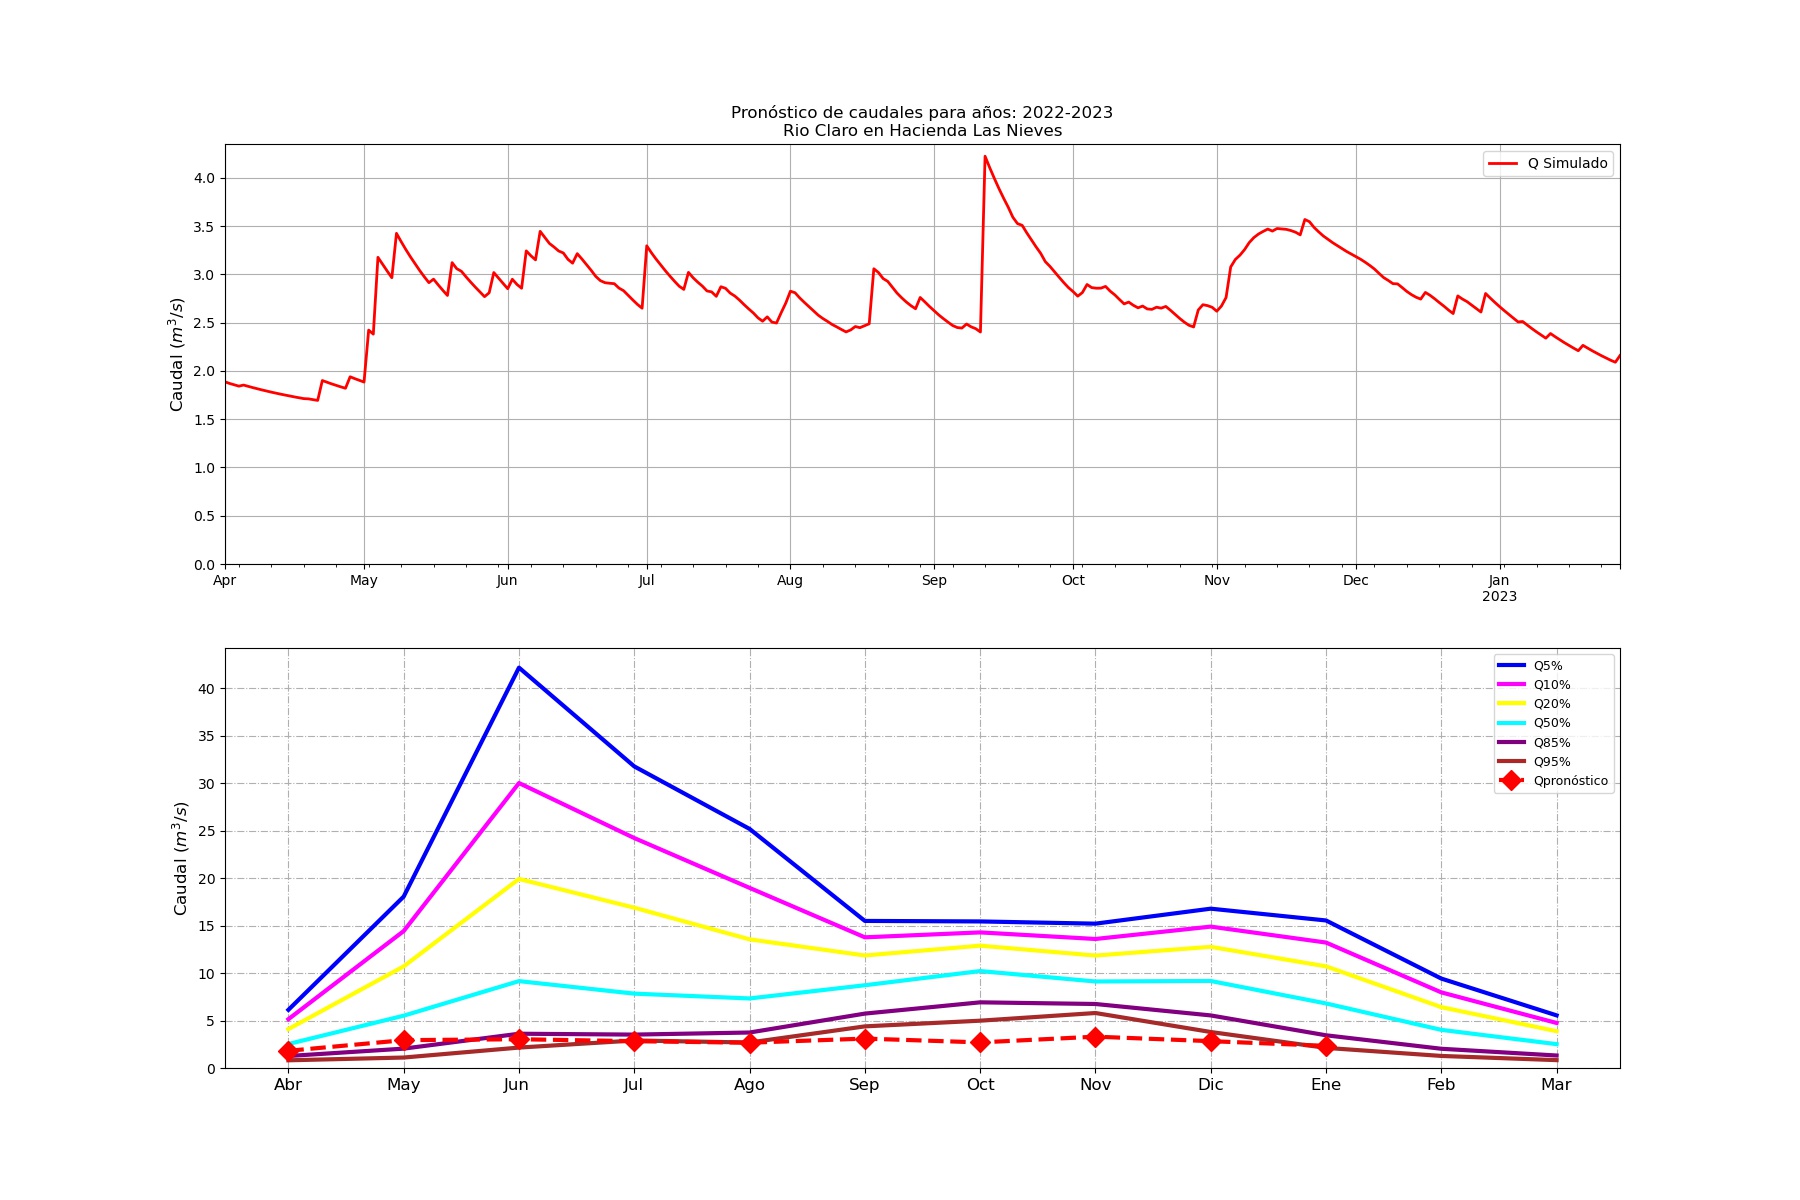 Pronóstico de caudales para años: 2022-2023
Rio Claro en Hacienda Las Nieves
Q Simulado
Caudal (m³/s)
4.0
3.5
3.0
2.5
2.0
1.5
1.0
0.5
0.0
Apr May Jun Jul Aug Sep Oct Nov Dec Jan
2023
Q5%
Q10%
Q20%
Q50%
Q85%
Q95%
Qpronóstico
Caudal (m³/s)
40
35
30
25
20
15
10
5
0
Abr May Jun Jul Ago Sep Oct Nov Dic Ene Feb Mar